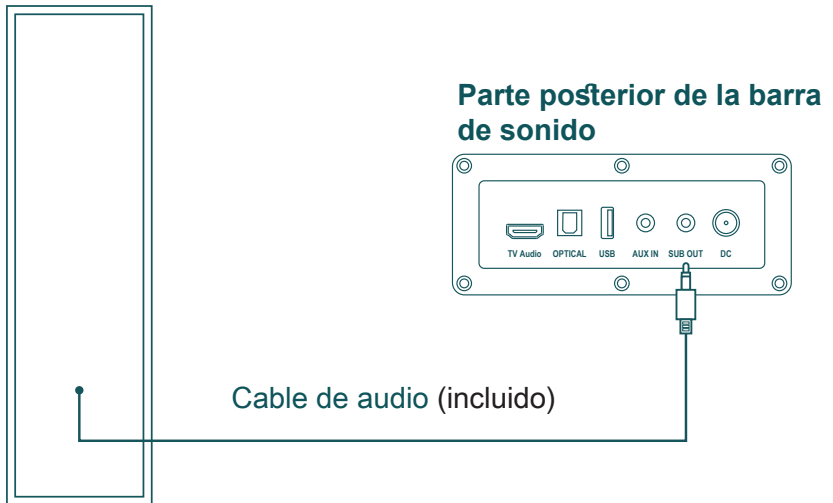 Parte posterior de la barra
de sonido
TV Audio OPTICAL USB AUX IN SUB OUT DC
Cable de audio (incluido)